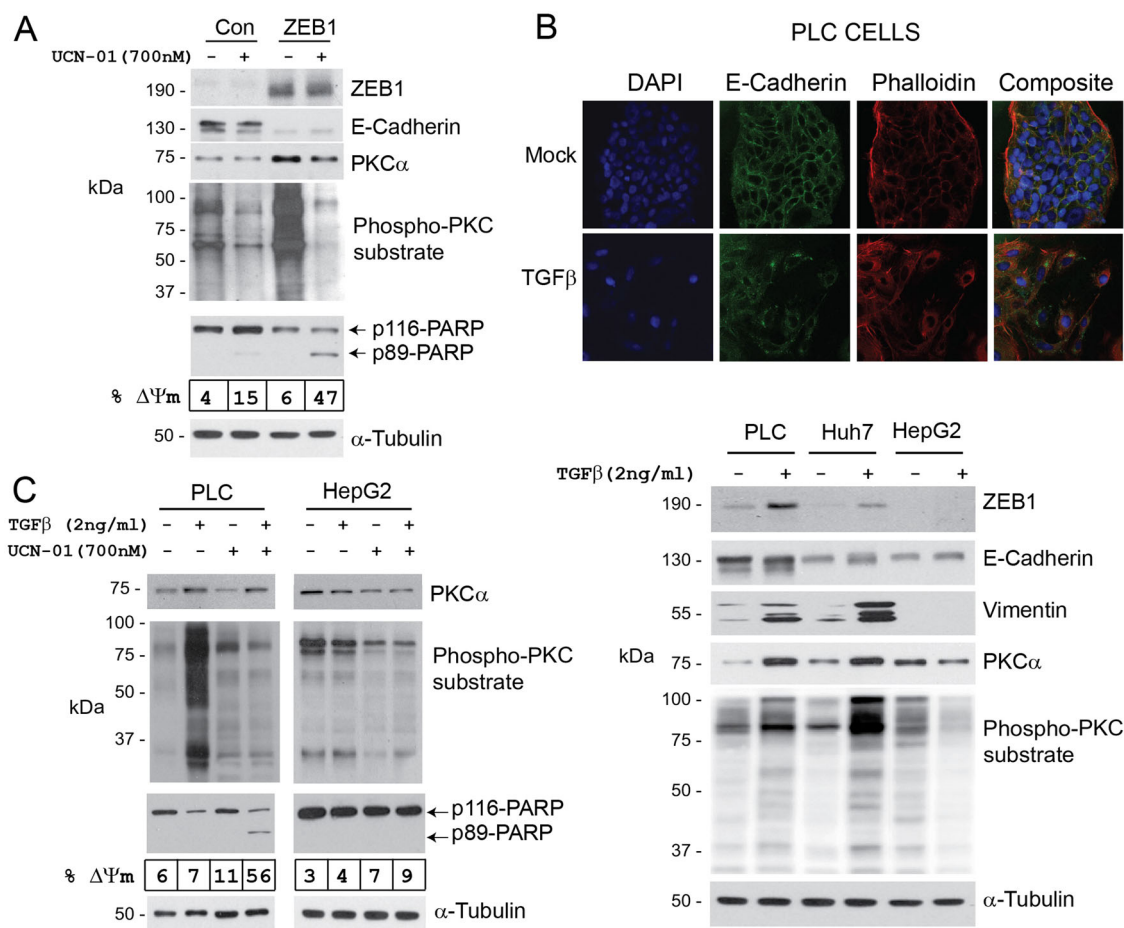 A
Con ZEB1
UCN-01(700nM) – + – +
190 - ZEB1
130 - E-Cadherin
75 - PKCα
kDa
100 -
75 -
50 -
37 -
Phospho-PKC
substrate
← p116-PARP
← p89-PARP
% ΔΨm 4 15 6 47
50 - α-Tubulin
B
PLC CELLS
DAPI E-Cadherin Phalloidin Composite
Mock
TGFβ
PLC Huh7 HepG2
TGFβ(2ng/ml) – + – + – +
190 - ZEB1
130 - E-Cadherin
55 - Vimentin
kDa
75 - PKCα
100 -
75 -
50 -
37 -
Phospho-PKC
substrate
50 - α-Tubulin
C
PLC HepG2
TGFβ (2ng/ml) – + – + – + – +
UCN-01(700nM) – – + + – – + +
75 - PKCα
100 -
75 -
50 -
37 -
kDa
Phospho-PKC
substrate
← p116-PARP
← p89-PARP
% ΔΨm 6 7 11 56 3 4 7 9
50 - α-Tubulin